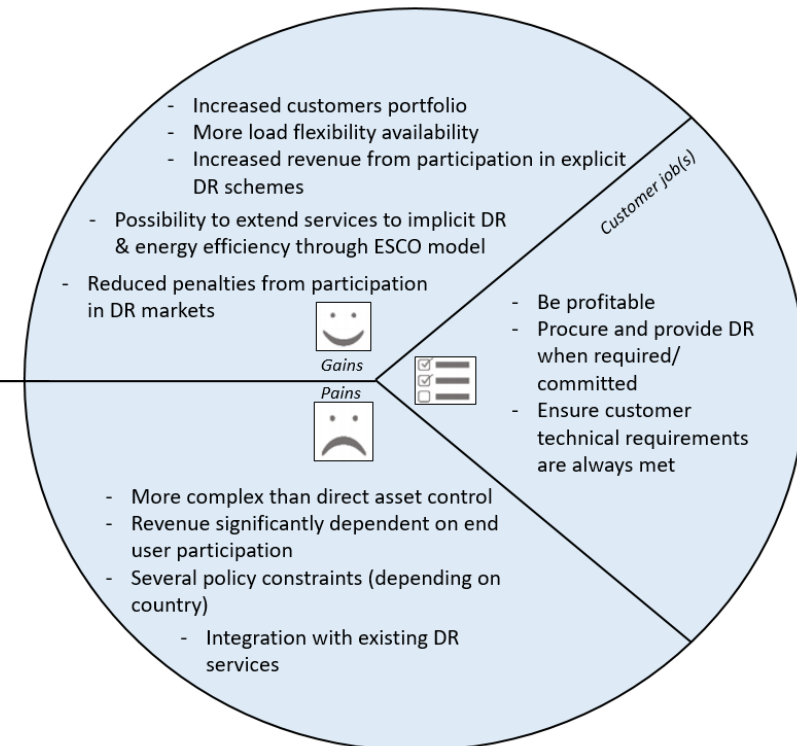 - Increased customers portfolio
- More load flexibility availability
- Increased revenue from participation in explicit
DR schemes
- Possibility to extend services to implicit DR
& energy efficiency through ESCO model
- Reduced penalties from participation
in DR markets
Gains
Customer job(s)
- Be profitable
- Procure and provide DR
when required/
committed
- Ensure customer
technical requirements
are always met
Pains
- More complex than direct asset control
- Revenue significantly dependent on end
user participation
- Several policy constraints (depending on
country)
- Integration with existing DR
services